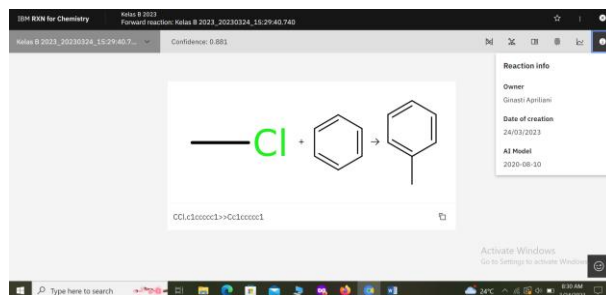 IBM RXN for Chemistry
Kelas B 2023
Forward reaction: Kelas B 2023_20230324_15:29:40.740
Kelas B 2023_20230324_15:29:40.7...
Confidence: 0.881
Reaction info
Owner
Ginasti Apriliani
Date of creation
24/03/2023
AI Model
2020-08-10
Cl
+
→
CCl.c1ccccc1>>Cc1ccccc1
Activate Windows
Go to Settings to activate Windows
Type here to search
24°C
8:30 AM